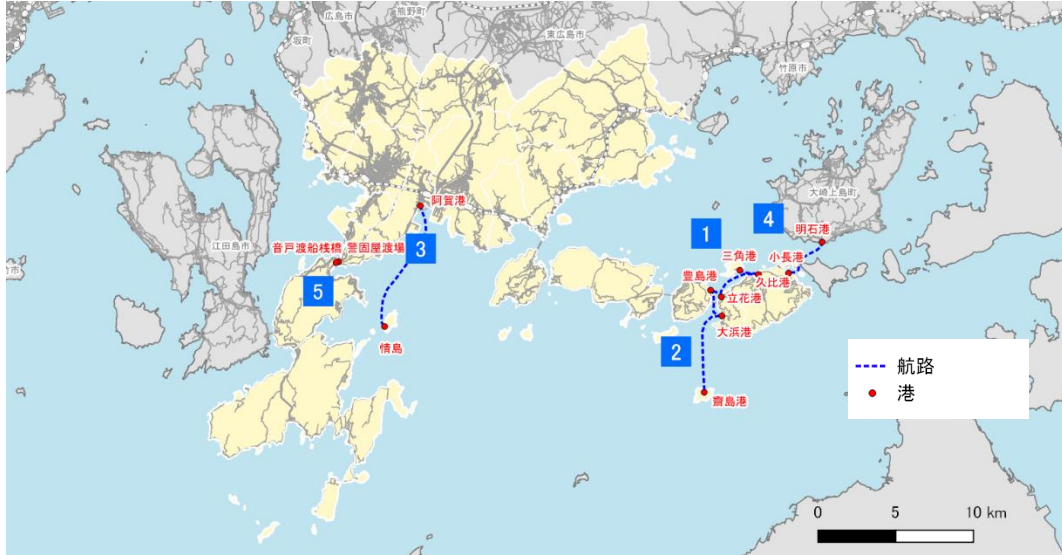 広島市
熊野町
坂町
東広島市
竹原市
大崎上島町
阿賀港
4
明石港
江田島市
音戸渡船桟橋
警固屋渡場
3
1
三角港
小長港
久比港
豊島港
立花港
5
大浜港
情島
2
航路
港
齋島港
0 5 10 km